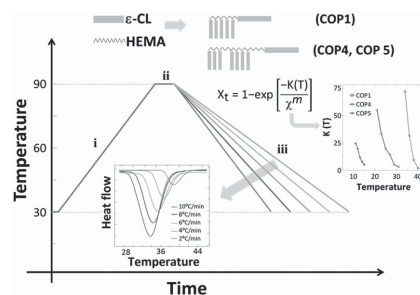 ε-CL
HEMA
(COP1)
(COP4, COP 5)
X_t = 1-exp [-K(T)/χ^m]
90
ii
i
iii
30
Temperature
Time
75
50
25
0
K (T)
COP1
COP4
COP5
10 20 30 40
Temperature
Heat flow
10°C/min
8°C/min
6°C/min
4°C/min
2°C/min
28 36 44
Temperature